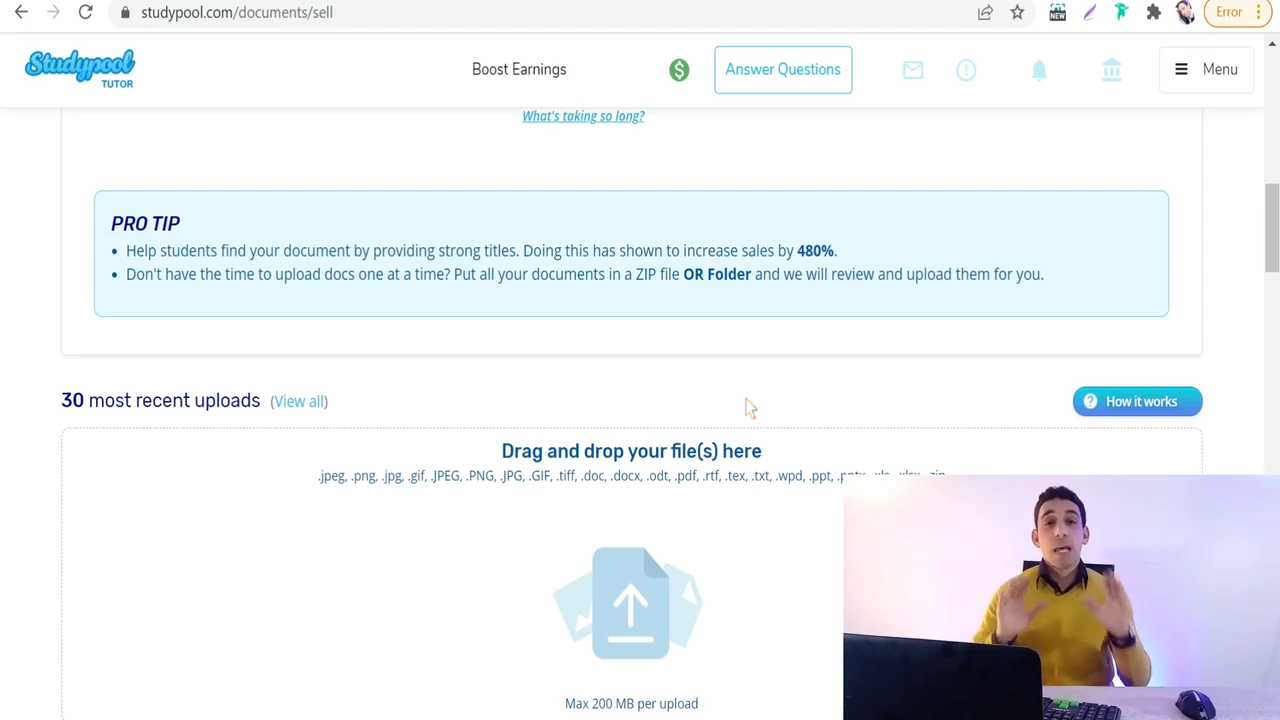 studypool.com/documents/sell
Error
NEW
Studypool
TUTOR
Boost Earnings
$
Answer Questions
Menu
What's taking so long?
PRO TIP
Help students find your document by providing strong titles. Doing this has shown to increase sales by 480%.
Don't have the time to upload docs one at a time? Put all your documents in a ZIP file OR Folder and we will review and upload them for you.
30 most recent uploads (View all)
? How it works
Drag and drop your file(s) here
.jpeg, .png, .jpg, .gif, .JPEG, .PNG, .JPG, .GIF, .tiff, .doc, .docx, .odt, .pdf, .rtf, .tex, .txt, .wpd, .ppt, .pptx, .xls, .xlsx, .zip
Max 200 MB per upload